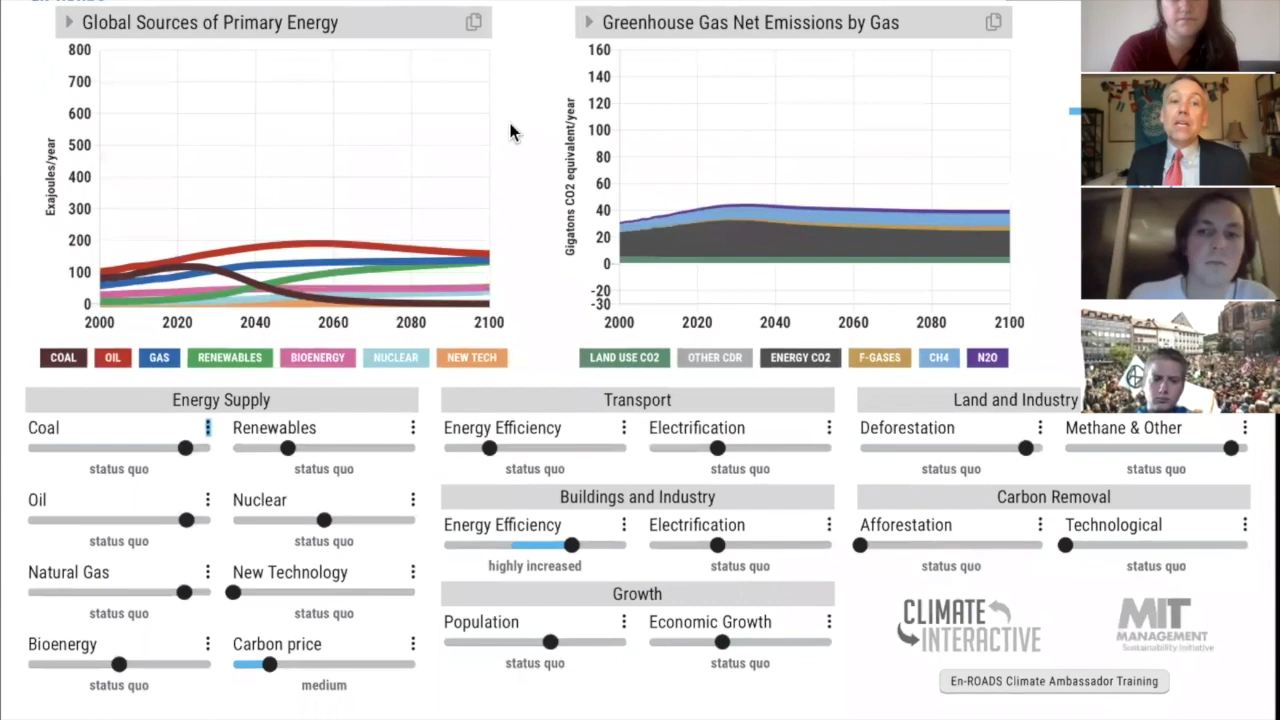 Global Sources of Primary Energy
Greenhouse Gas Net Emissions by Gas
Exajoules/year
800
700
600
500
400
300
200
100
0
2000 2020 2040 2060 2080 2100
COAL OIL GAS RENEWABLES BIOENERGY NUCLEAR NEW TECH
Gigatons CO2 equivalent/year
160
140
120
100
80
60
40
20
0
-20
-30
2000 2020 2040 2060 2080 2100
LAND USE CO2 OTHER CDR ENERGY CO2 F-GASES CH4 N2O
Energy Supply
Coal
status quo
Renewables
status quo
Oil
status quo
Nuclear
status quo
Natural Gas
status quo
New Technology
status quo
Bioenergy
status quo
Carbon price
medium
Transport
Energy Efficiency
status quo
Electrification
status quo
Buildings and Industry
Energy Efficiency
highly increased
Electrification
status quo
Growth
Population
status quo
Economic Growth
status quo
Land and Industry
Deforestation
status quo
Methane & Other
status quo
Carbon Removal
Afforestation
status quo
Technological
status quo
CLIMATE
INTERACTIVE
MIT
MANAGEMENT
Sustainability Initiative
En-ROADS Climate Ambassador Training